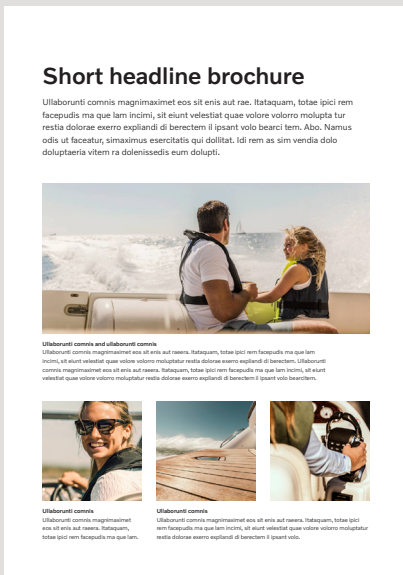 Short headline brochure
Ullaborunti comnis magnimaximet eos sit enis aut rae. Itataquam, totae ipici rem
facepudis ma que lam incimi, sit eiunt velestiat quae volore volorro molupta tur
restia dolorae exerro expliandi di berectem il ipsant volo bearci tem. Abo. Namus
odis ut faceatur, simaximus esercitatis qui dollitat. Idi rem as sim vendia dolo
doluptaeria vitem ra dolenissedis eum dolupti.
Ullaborunti comnis and ullaborunti comnis
Ullaborunti comnis magnimaximet eos sit enis aut raeera. Itataquam, totae ipici rem facepudis ma que lam
incimi, sit eiunt velestiat quae volore volorro moluptatur restia dolorae exerro expliandi di berectem. Ullaborunti
comnis magnimaximet eos sit enis aut raeera. Itataquam, totae ipici rem facepudis ma que lam incimi, sit eiunt
velestiat quae volore volorro moluptatur restia dolorae exerro expliandi di berectem il ipsant volo bearcitem.
Ullaborunti comnis
Ullaborunti comnis magnimaximet
eos sit enis aut raeera. Itataquam,
totae ipici rem facepudis ma que lam.
Ullaborunti comnis
Ullaborunti comnis magnimaximet eos sit enis aut raeera. Itataquam, totae ipici
rem facepudis ma que lam incimi, sit eiunt velestiat quae volore volorro moluptatur
restia dolorae exerro expliandi di berectem il ipsant volo.